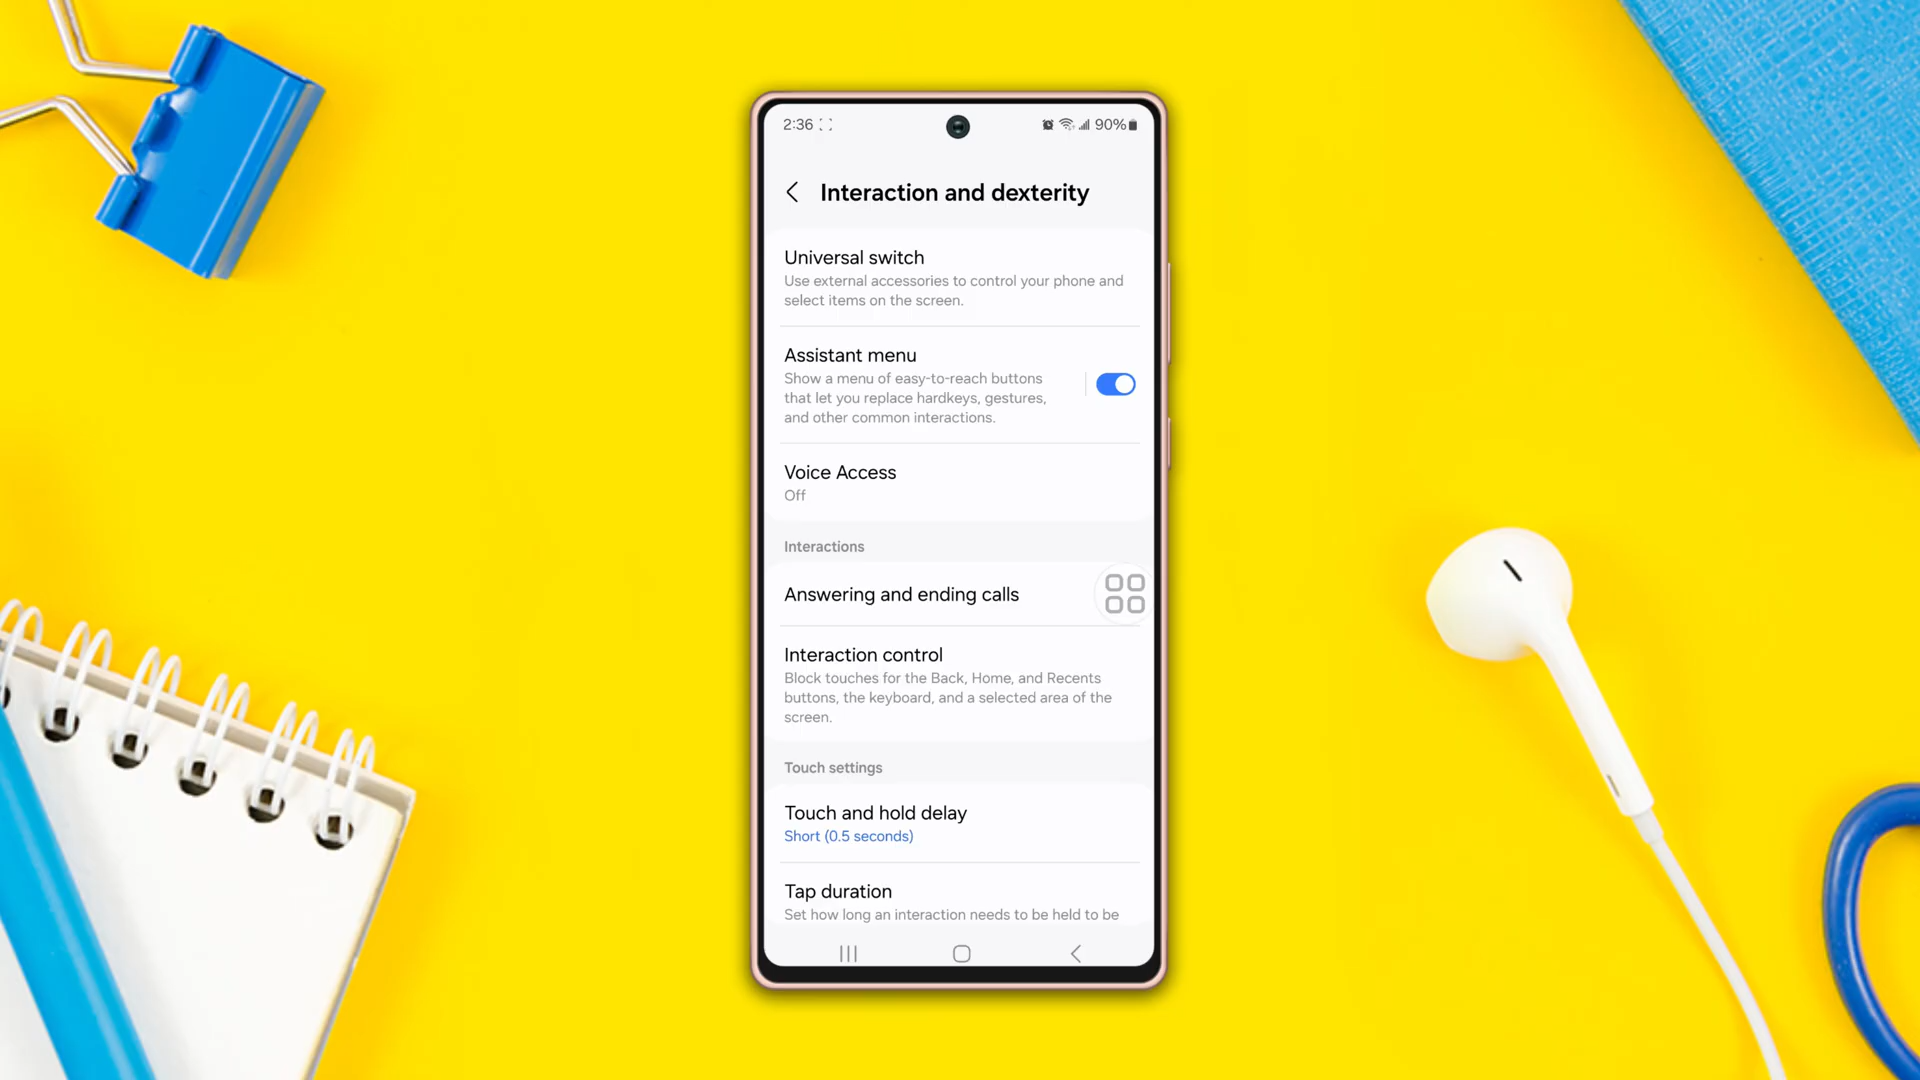 2:36
90%
Interaction and dexterity
Universal switch
Use external accessories to control your phone and
select items on the screen.
Assistant menu
Show a menu of easy-to-reach buttons
that let you replace hardkeys, gestures,
and other common interactions.
Voice Access
Off
Interactions
Answering and ending calls
Interaction control
Block touches for the Back, Home, and Recents
buttons, the keyboard, and a selected area of the
screen.
Touch settings
Touch and hold delay
Short (0.5 seconds)
Tap duration
Set how long an interaction needs to be held to be